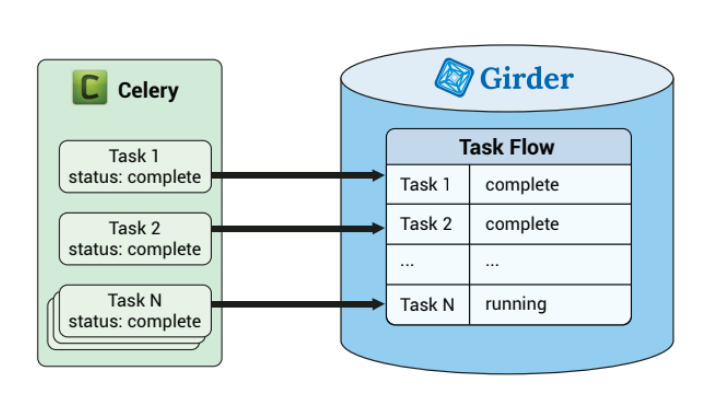 Celery
Task 1
status: complete
Task 2
status: complete
Task N
status: complete
Girder
Task Flow
Task 1 complete
Task 2 complete
... ...
Task N running